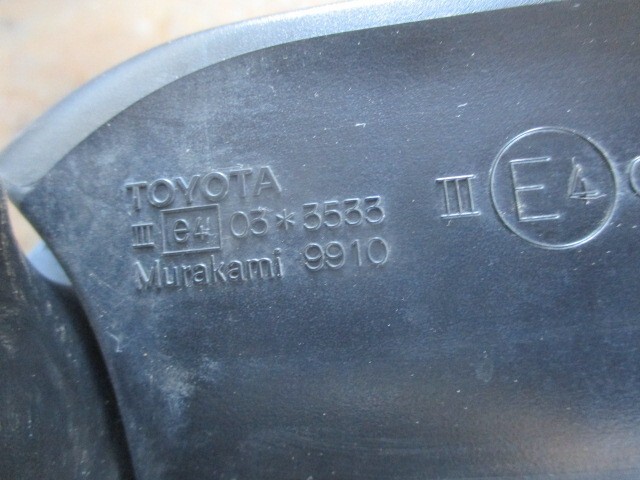 TOYOTA
III e4 03*3533
Murakami 9910
III E4